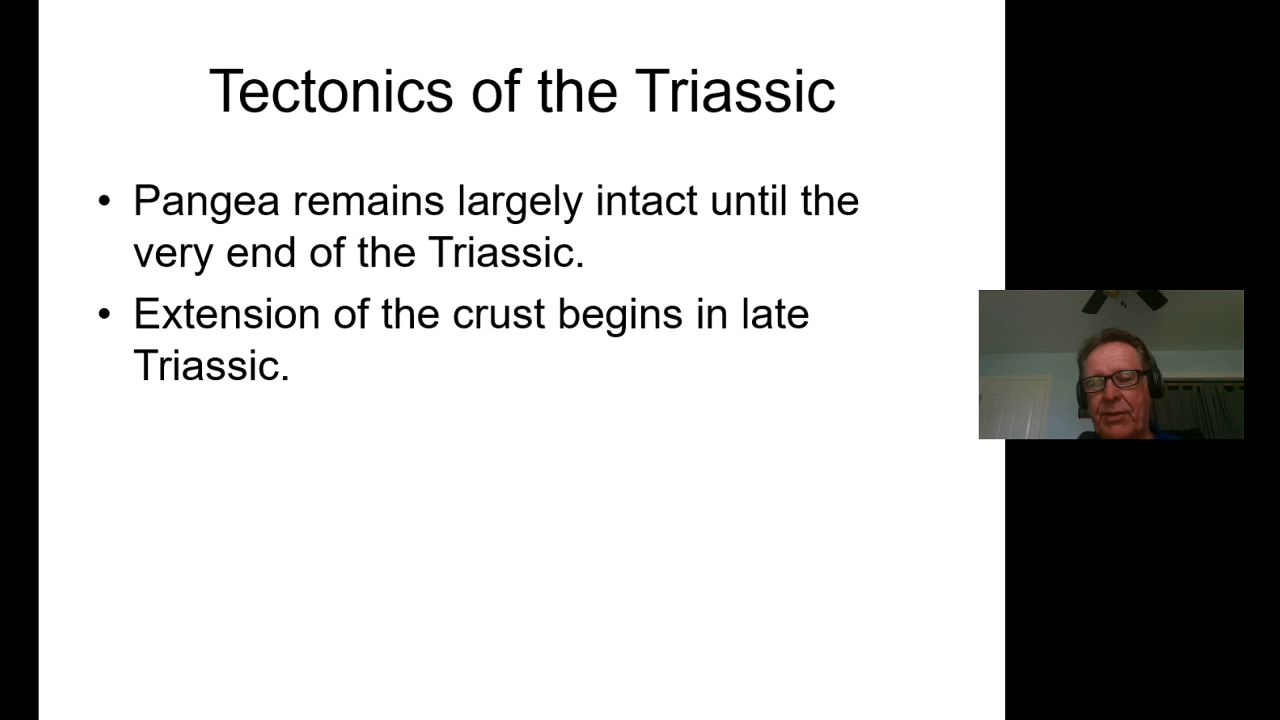 Tectonics of the Triassic
• Pangea remains largely intact until the
very end of the Triassic.
• Extension of the crust begins in late
Triassic.